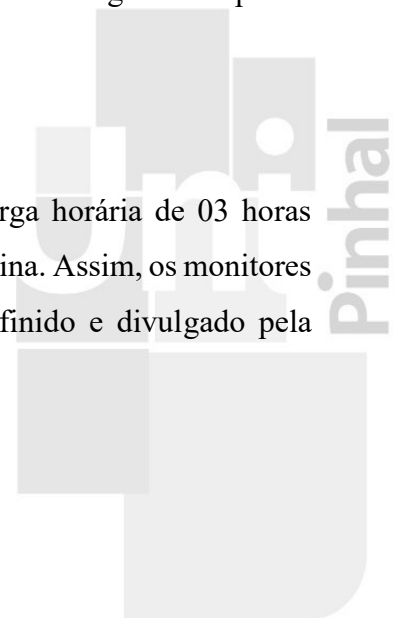 rga horária de 03 horas
ina. Assim, os monitores
finido e divulgado pela
Uni
Pinhal